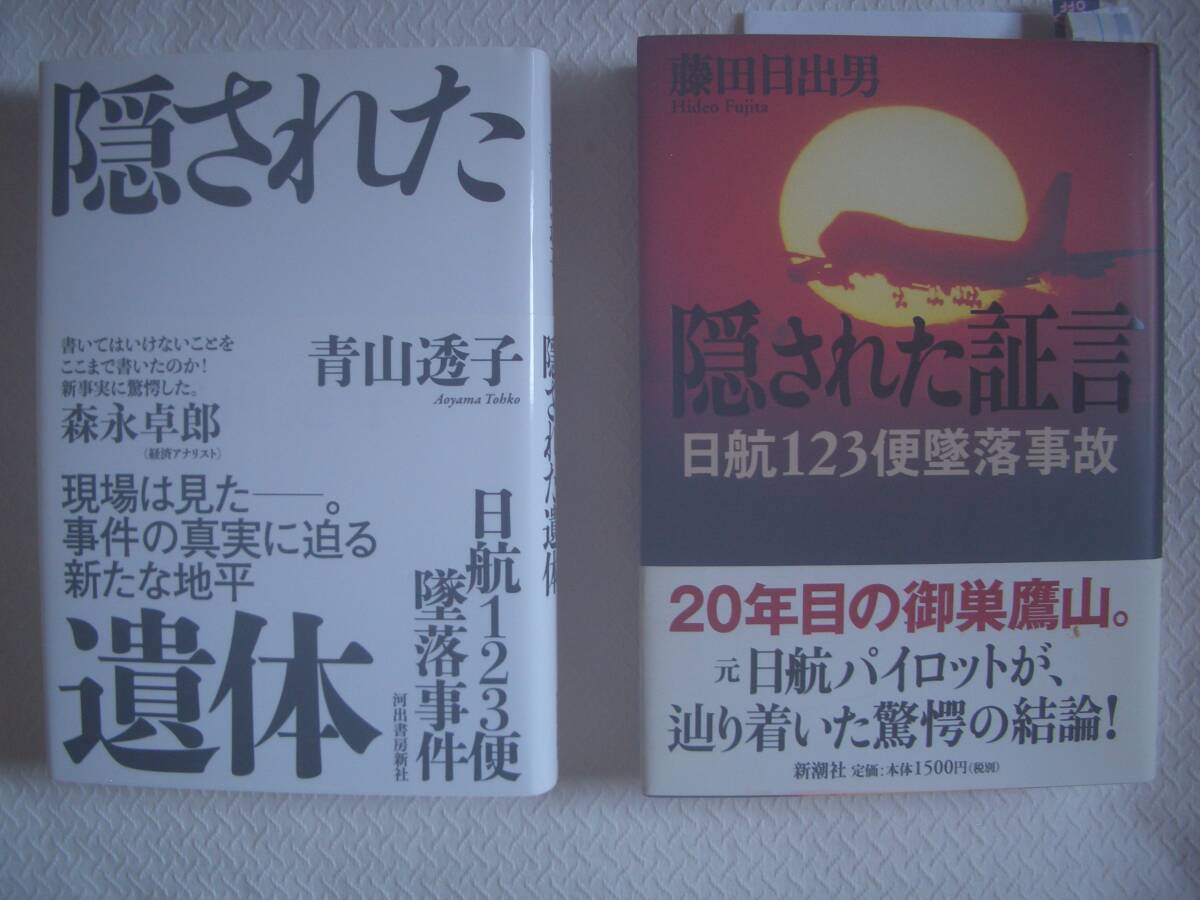 隠された
青山透子
Aoyama Tohko
書いてはいけないことを
ここまで書いたのか!
新事実に驚愕した。
森永卓郎
(経済アナリスト)
現場は見た――。
事件の真実に迫る
新たな地平
遺体
日航123便
墜落事件
河出書房新社
隠された遺体
藤田日出男
Hideo Fujita
隠された証言
日航123便墜落事故
20年目の御巣鷹山。
元日航パイロットが、
辿り着いた驚愕の結論!
新潮社 定価:本体1500円(税別)